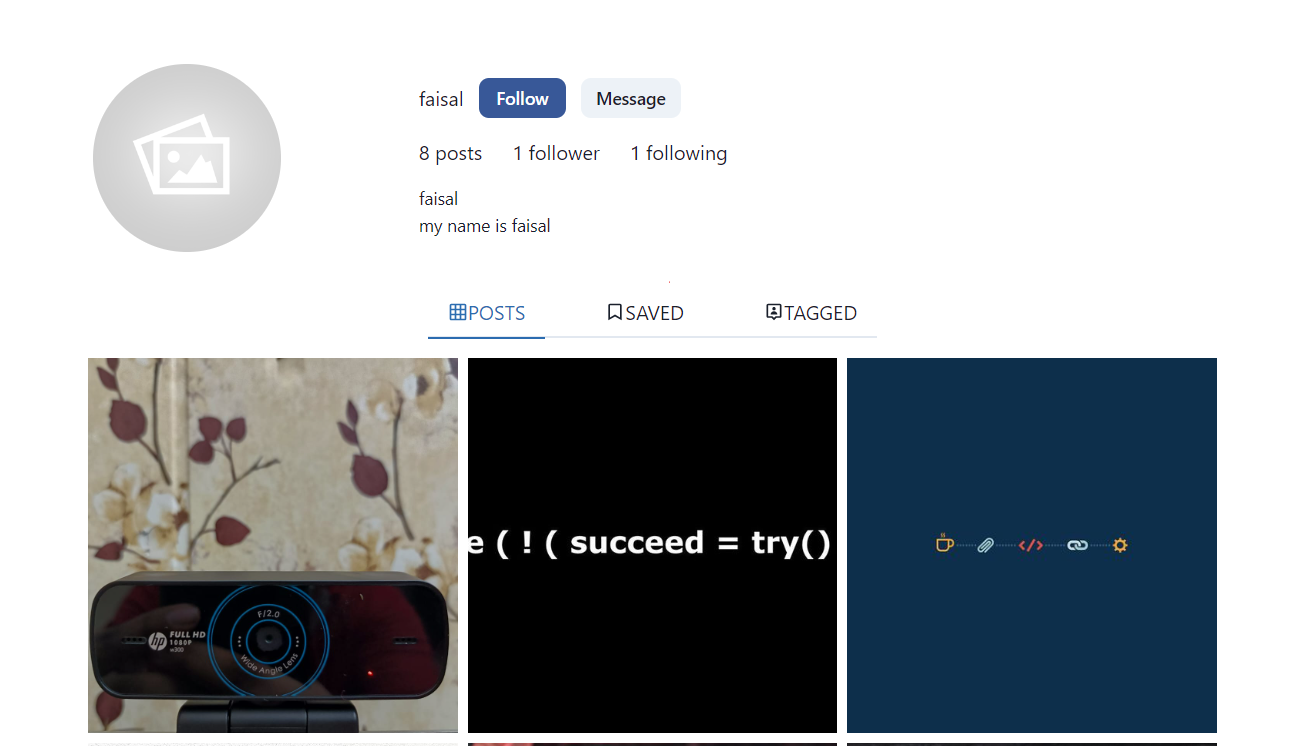 faisal Follow Message
8 posts 1 follower 1 following
faisal
my name is faisal
POSTS SAVED TAGGED
e ( ! ( succeed = try()
</>
F/2.0
hp FULL HD
1080P
w300
Wide Angle Lens